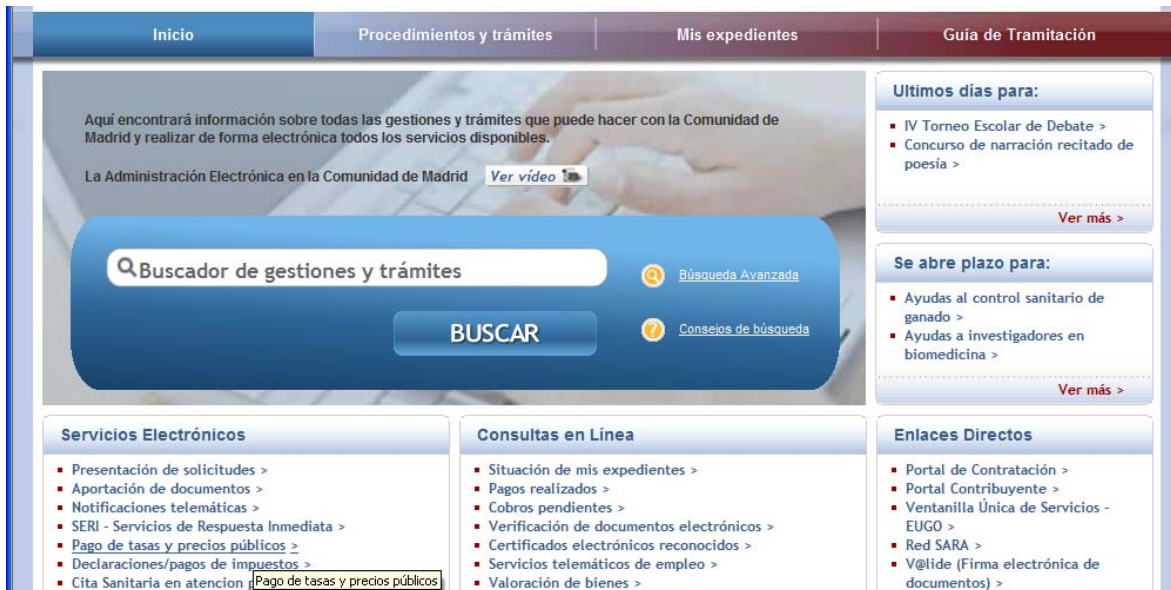 Inicio
Procedimientos y trámites
Mis expedientes
Guía de Tramitación
Aquí encontrará información sobre todas las gestiones y trámites que puede hacer con la Comunidad de
Madrid y realizar de forma electrónica todos los servicios disponibles.
La Administración Electrónica en la Comunidad de Madrid
Ver vídeo
Buscador de gestiones y trámites
Búsqueda Avanzada
BUSCAR
Consejos de búsqueda
Ultimos días para:
IV Torneo Escolar de Debate >
Concurso de narración recitado de
poesía >
Ver más >
Se abre plazo para:
Ayudas al control sanitario de
ganado >
Ayudas a investigadores en
biomedicina >
Ver más >
Servicios Electrónicos
Presentación de solicitudes >
Aportación de documentos >
Notificaciones telemáticas >
SERI - Servicios de Respuesta Inmediata >
Pago de tasas y precios públicos >
Declaraciones/pagos de impuestos >
Cita Sanitaria en atencion
Pago de tasas y precios públicos
Consultas en Línea
Situación de mis expedientes >
Pagos realizados >
Cobros pendientes >
Verificación de documentos electrónicos >
Certificados electrónicos reconocidos >
Servicios telemáticos de empleo >
Valoración de bienes >
Enlaces Directos
Portal de Contratación >
Portal Contribuyente >
Ventanilla Única de Servicios -
EUGO >
Red SARA >
V@lide (Firma electrónica de
documentos) >